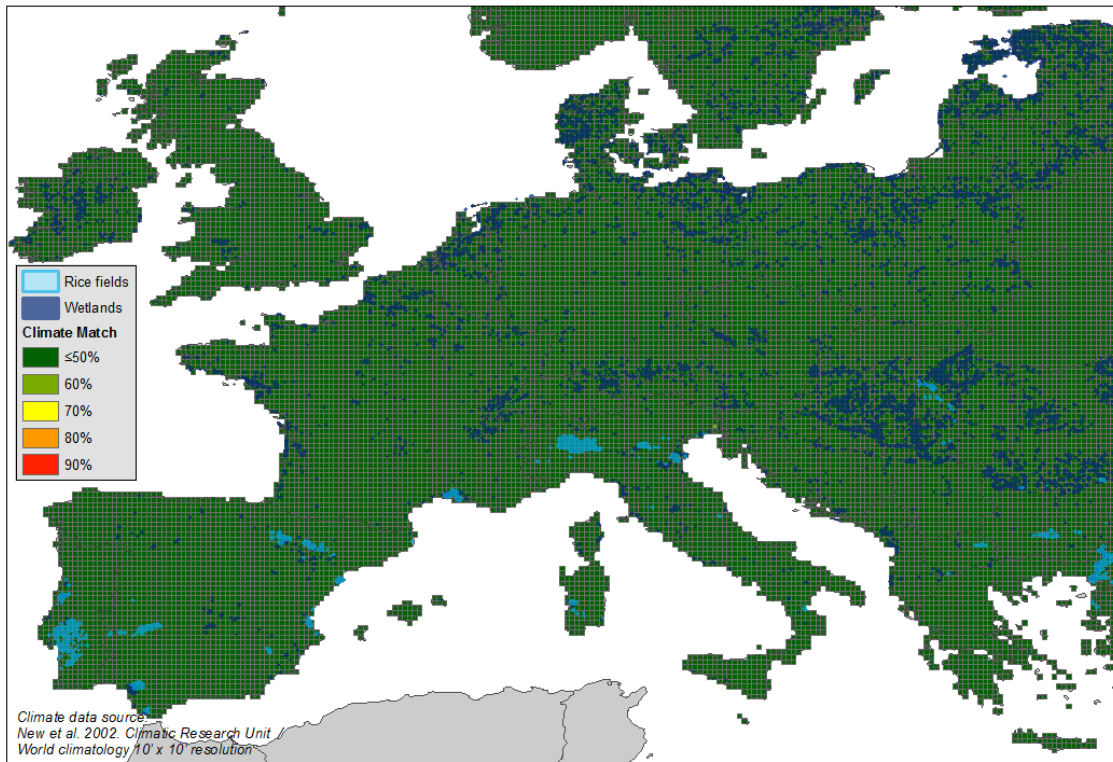 Rice fields
Wetlands
Climate Match
≤50%
60%
70%
80%
90%
Climate data source:
New et al. 2002. Climatic Research Unit /
World climatology 10' x 10' resolution